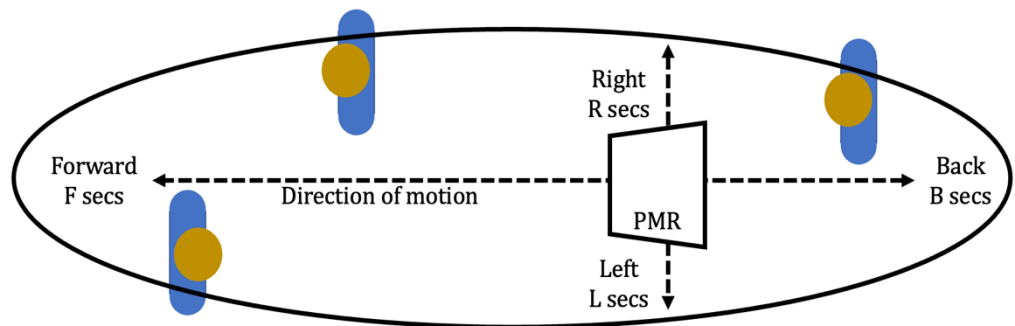 Right
R secs
Forward
F secs
Direction of motion
Back
B secs
PMR
Left
L secs